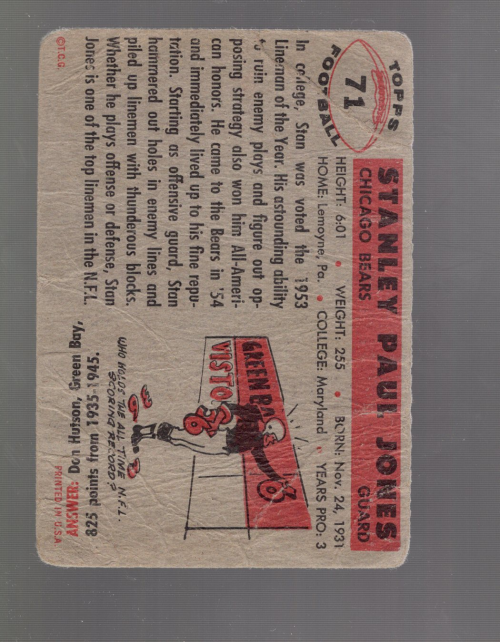 TOPPS
71
FOOTBALL
STANLEY PAUL JONES
CHICAGO BEARS GUARD
HEIGHT: 6:01 • WEIGHT: 255 • BORN: Nov. 24, 1931
HOME: Lemoyne, Pa. • COLLEGE: Maryland • YEARS PRO: 3
In college, Stan was voted the 1953
Lineman of the Year. His astounding ability
to ruin enemy plays and figure out op-
posing strategy also won him All-Ameri-
can honors. He came to the Bears in '54
and immediately lived up to his fine repu-
tation. Starting as offensive guard, Stan
hammered out holes in enemy lines and
piled up linemen with thunderous blocks.
Whether he plays offense or defense, Stan
Jones is one of the top linemen in the N.F.L.
©T.C.G.
GREEN BA
VISTO
WHO HOLDS THE ALL TIME N.F.L.
SCORING RECORD?
ANSWER: Don Hutson, Green Bay,
825 points from 1935-1945.
PRINTED IN U.S.A.